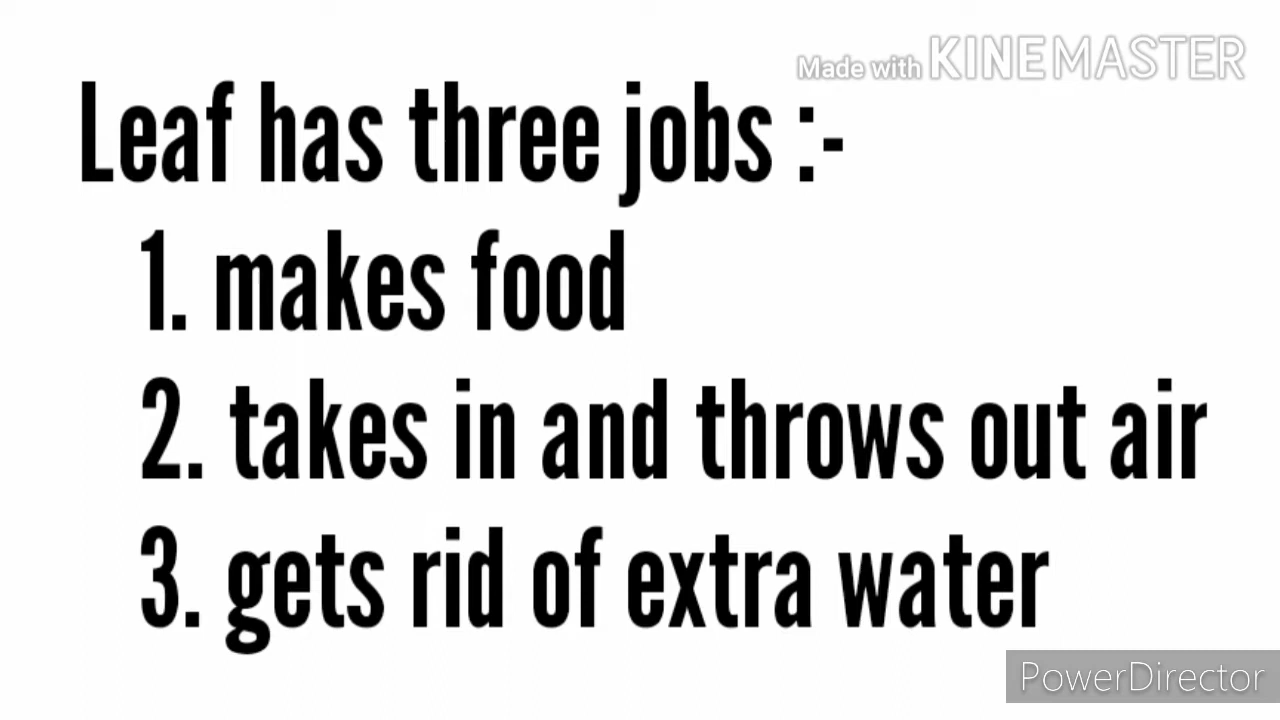 Made with KINEMASTER
Leaf has three jobs :-
1. makes food
2. takes in and throws out air
3. gets rid of extra water
PowerDirector